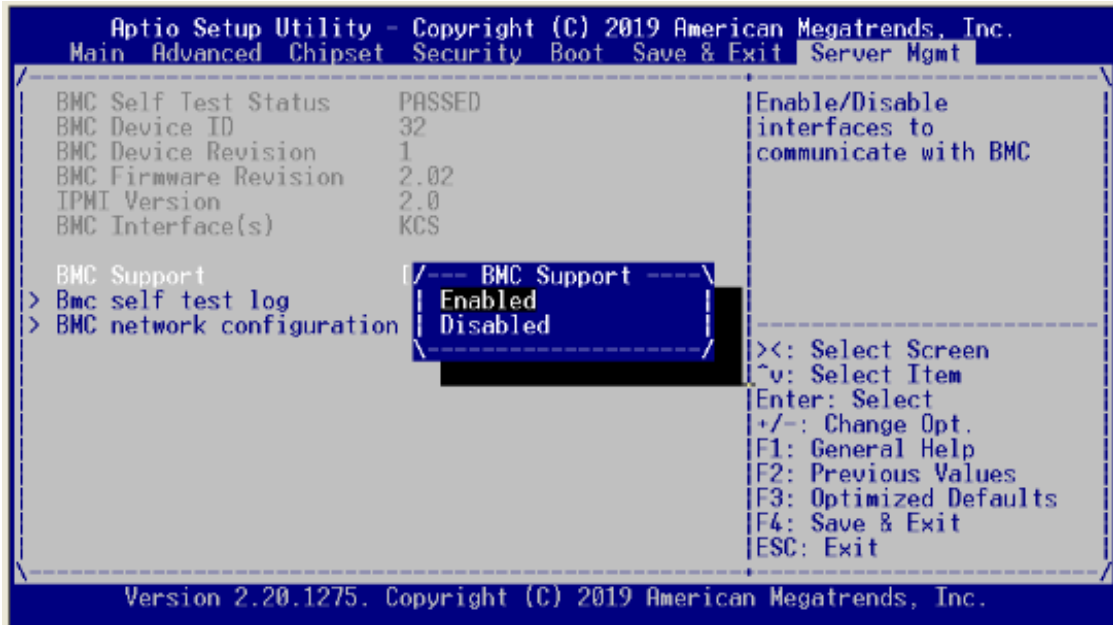 Aptio Setup Utility - Copyright (C) 2019 American Megatrends, Inc.
Main Advanced Chipset Security Boot Save & Exit Server Mgmt
BMC Self Test Status PASSED
BMC Device ID 32
BMC Device Revision 1
BMC Firmware Revision 2.02
IPMI Version 2.0
BMC Interface(s) KCS
BMC Support [
> Bmc self test log
> BMC network configuration
/--- BMC Support ----\
Enabled
Disabled
Enable/Disable
interfaces to
communicate with BMC
><: Select Screen
^v: Select Item
Enter: Select
+/-: Change Opt.
F1: General Help
F2: Previous Values
F3: Optimized Defaults
F4: Save & Exit
ESC: Exit
Version 2.20.1275. Copyright (C) 2019 American Megatrends, Inc.